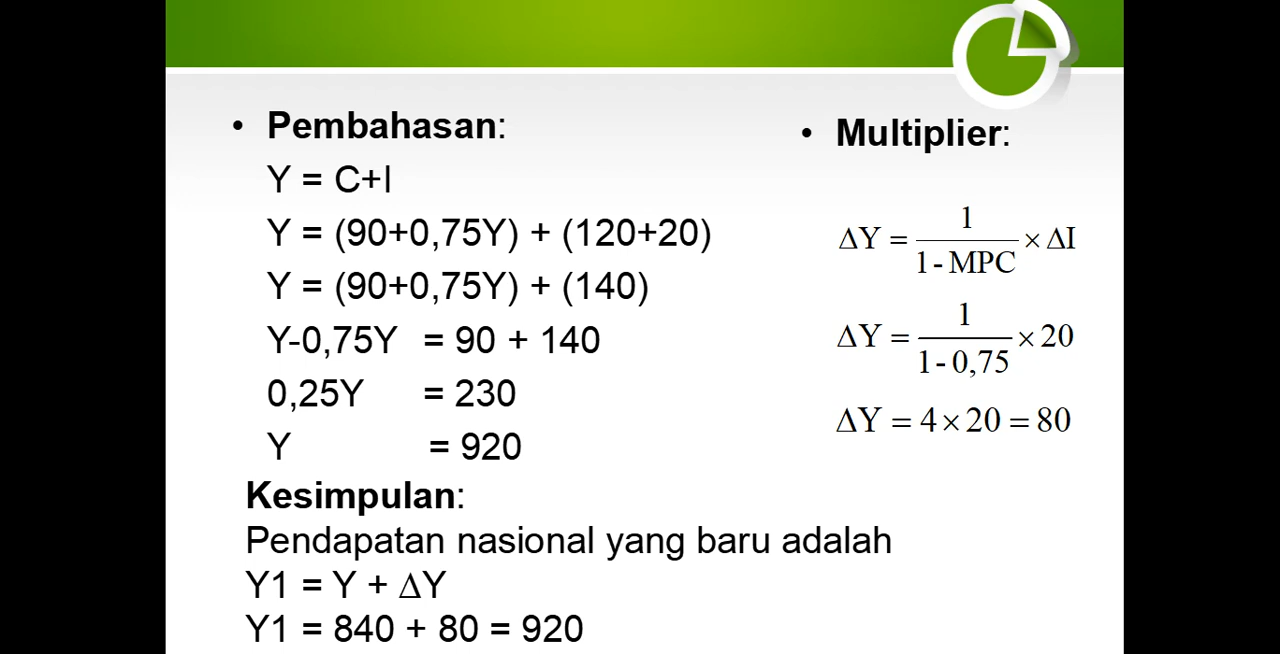 • Pembahasan:
Y = C+I
Y = (90+0,75Y) + (120+20)
Y = (90+0,75Y) + (140)
Y-0,75Y = 90 + 140
0,25Y = 230
Y = 920
Kesimpulan:
Pendapatan nasional yang baru adalah
Y1 = Y + ΔY
Y1 = 840 + 80 = 920
• Multiplier:
ΔY = 1 / 1 - MPC × ΔI
ΔY = 1 / 1 - 0,75 × 20
ΔY = 4 × 20 = 80